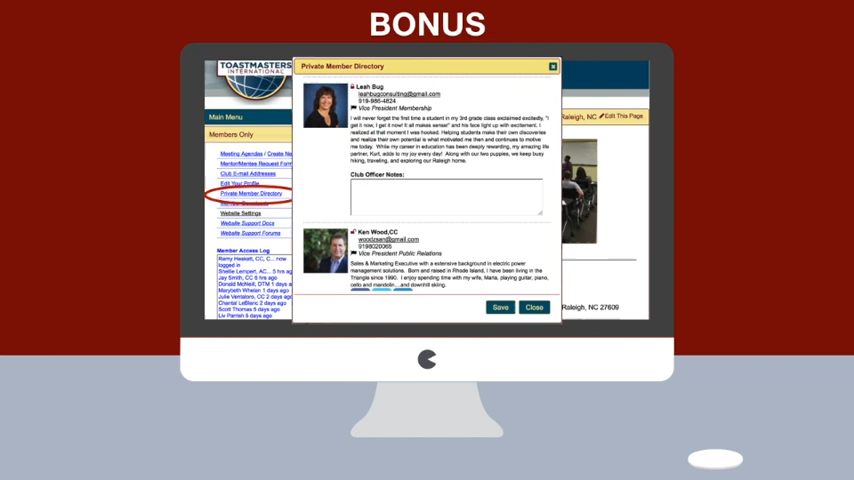 BONUS
TOASTMASTERS
INTERNATIONAL
Main Menu
Members Only
Meeting Agendas / Create Ne
Mentor/Mentee Request Form
Club E-mail Addresses
Edit Your Profile
Private Member Directory
Website Settings
Website Support Docs
Website Support Forums
Member Access Log
Remy Haskett, CC, C... now
logged in
Shellie Lempert, AC... 5 hrs ag
Jay Smith, CC 6 hrs ago
Donald McNeill, DTM 1 days a
Marybeth Whelan 1 days ago
Julie Ventaloro, CC 2 days ag
Chantal LeBlanc 2 days ago
Scott Thomas 5 days ago
Liv Parrish 5 days ago
Private Member Directory
Leah Bug
leahbugconsulting@gmail.com
919-986-4824
Vice President Membership
I will never forget the first time a student in my 3rd grade class exclaimed excitedly, "I
get it now, I get it now! It all makes sense!" and his face light up with excitement. I
realized at that moment I was hooked. Helping students make their own discoveries
and realize their own potential is what motivated me then and continues to motive
me today. While my career in education has been deeply rewarding, my amazing life
partner, Kurt, adds to my joy every day! Along with our two puppies, we keep busy
hiking, traveling, and exploring our Raleigh home.
Club Officer Notes:
Ken Wood,CC
woodzsan@gmail.com
9198020065
Vice President Public Relations
Sales & Marketing Executive with a extensive background in electric power
management solutions. Born and raised in Rhode Island, I have been living in the
Triangle since 1990. I enjoy spending time with my wife, Maria, playing guitar, piano,
cello and mandolin....and downhill skiing.
Save
Close
Raleigh, NC
Edit This Page
Raleigh, NC 27609